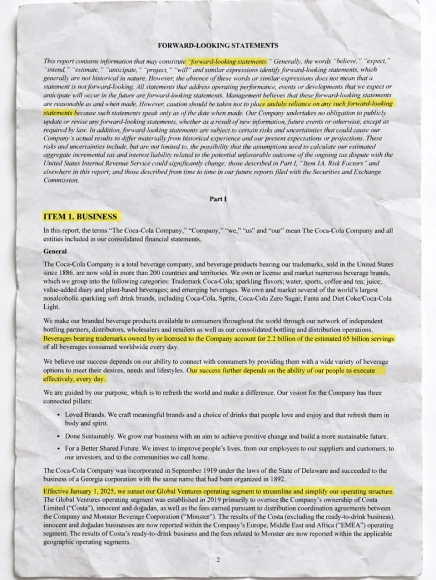 FORWARD-LOOKING STATEMENTS
This report contains information that may constitute "forward-looking statements." Generally, the words "believe," "expect,"
"intend," "estimate," "anticipate," "project," "will" and similar expressions identify forward-looking statements, which
generally are not historical in nature. However, the absence of these words or similar expressions does not mean that a
statement is not forward-looking. All statements that address operating performance, events or developments that we expect or
anticipate will occur in the future are forward-looking statements. Management believes that these forward-looking statements
are reasonable as and when made. However, caution should be taken not to place unduly reliance on any such forward-looking
statements because such statements speak only as of the date when made. Our Company undertakes no obligation to publicly
update or revise any forward-looking statements, whether as a result of new information, future events or otherwise, except as
required by law. In addition, forward-looking statements are subject to certain risks and uncertainties that could cause our
Company's actual results to differ materially from historical experience and our present expectations or projections. These
risks and uncertainties include, but are not limited to, the possibility that the assumptions used to calculate our estimated
aggregate incremental tax and interest liability related to the potential unfavorable outcome of the ongoing tax dispute with the
United States Internal Revenue Service could significantly change; those described in Part I, "Item 1A. Risk Factors" and
elsewhere in this report; and those described from time to time in our future reports filed with the Securities and Exchange
Commission.
Part I
ITEM 1. BUSINESS
In this report, the terms "The Coca-Cola Company," "Company," "we," "us" and "our" mean The Coca-Cola Company and all
entities included in our consolidated financial statements.
General
The Coca-Cola Company is a total beverage company, and beverage products bearing our trademarks, sold in the United States
since 1886, are now sold in more than 200 countries and territories. We own or license and market numerous beverage brands,
which we group into the following categories: Trademark Coca-Cola; sparkling flavors; water, sports, coffee and tea; juice,
value-added dairy and plant-based beverages; and emerging beverages. We own and market several of the world's largest
nonalcoholic sparkling soft drink brands, including Coca-Cola, Sprite, Coca-Cola Zero Sugar, Fanta and Diet Coke/Coca-Cola
Light.
We make our branded beverage products available to consumers throughout the world through our network of independent
bottling partners, distributors, wholesalers and retailers as well as our consolidated bottling and distribution operations.
Beverages bearing trademarks owned by or licensed to the Company account for 2.2 billion of the estimated 65 billion servings
of all beverages consumed worldwide every day.
We believe our success depends on our ability to connect with consumers by providing them with a wide variety of beverage
options to meet their desires, needs and lifestyles. Our success further depends on the ability of our people to execute
effectively, every day.
We are guided by our purpose, which is to refresh the world and make a difference. Our vision for the Company has three
connected pillars:
• Loved Brands. We craft meaningful brands and a choice of drinks that people love and enjoy and that refresh them in
body and spirit.
• Done Sustainably. We grow our business with an aim to achieve positive change and build a more sustainable future.
• For a Better Shared Future. We invest to improve people's lives, from our employees to our suppliers and customers, to
our investors, and to the communities we call home.
The Coca-Cola Company was incorporated in September 1919 under the laws of the State of Delaware and succeeded to the
business of a Georgia corporation with the same name that had been organized in 1892.
Effective January 1, 2025, we sunset our Global Ventures operating segment to streamline and simplify our operating structure.
The Global Ventures operating segment was established in 2019 primarily to oversee the Company's ownership of Costa
Limited ("Costa"), innocent and doğadan, as well as the fees earned pursuant to distribution coordination agreements between
the Company and Monster Beverage Corporation ("Monster"). The results of Costa (excluding the ready-to-drink business),
innocent and doğadan businesses are now reported within the Company's Europe, Middle East and Africa ("EMEA") operating
segment. The results of Costa's ready-to-drink business and the fees related to Monster are now reported within the applicable
geographic operating segments.
2